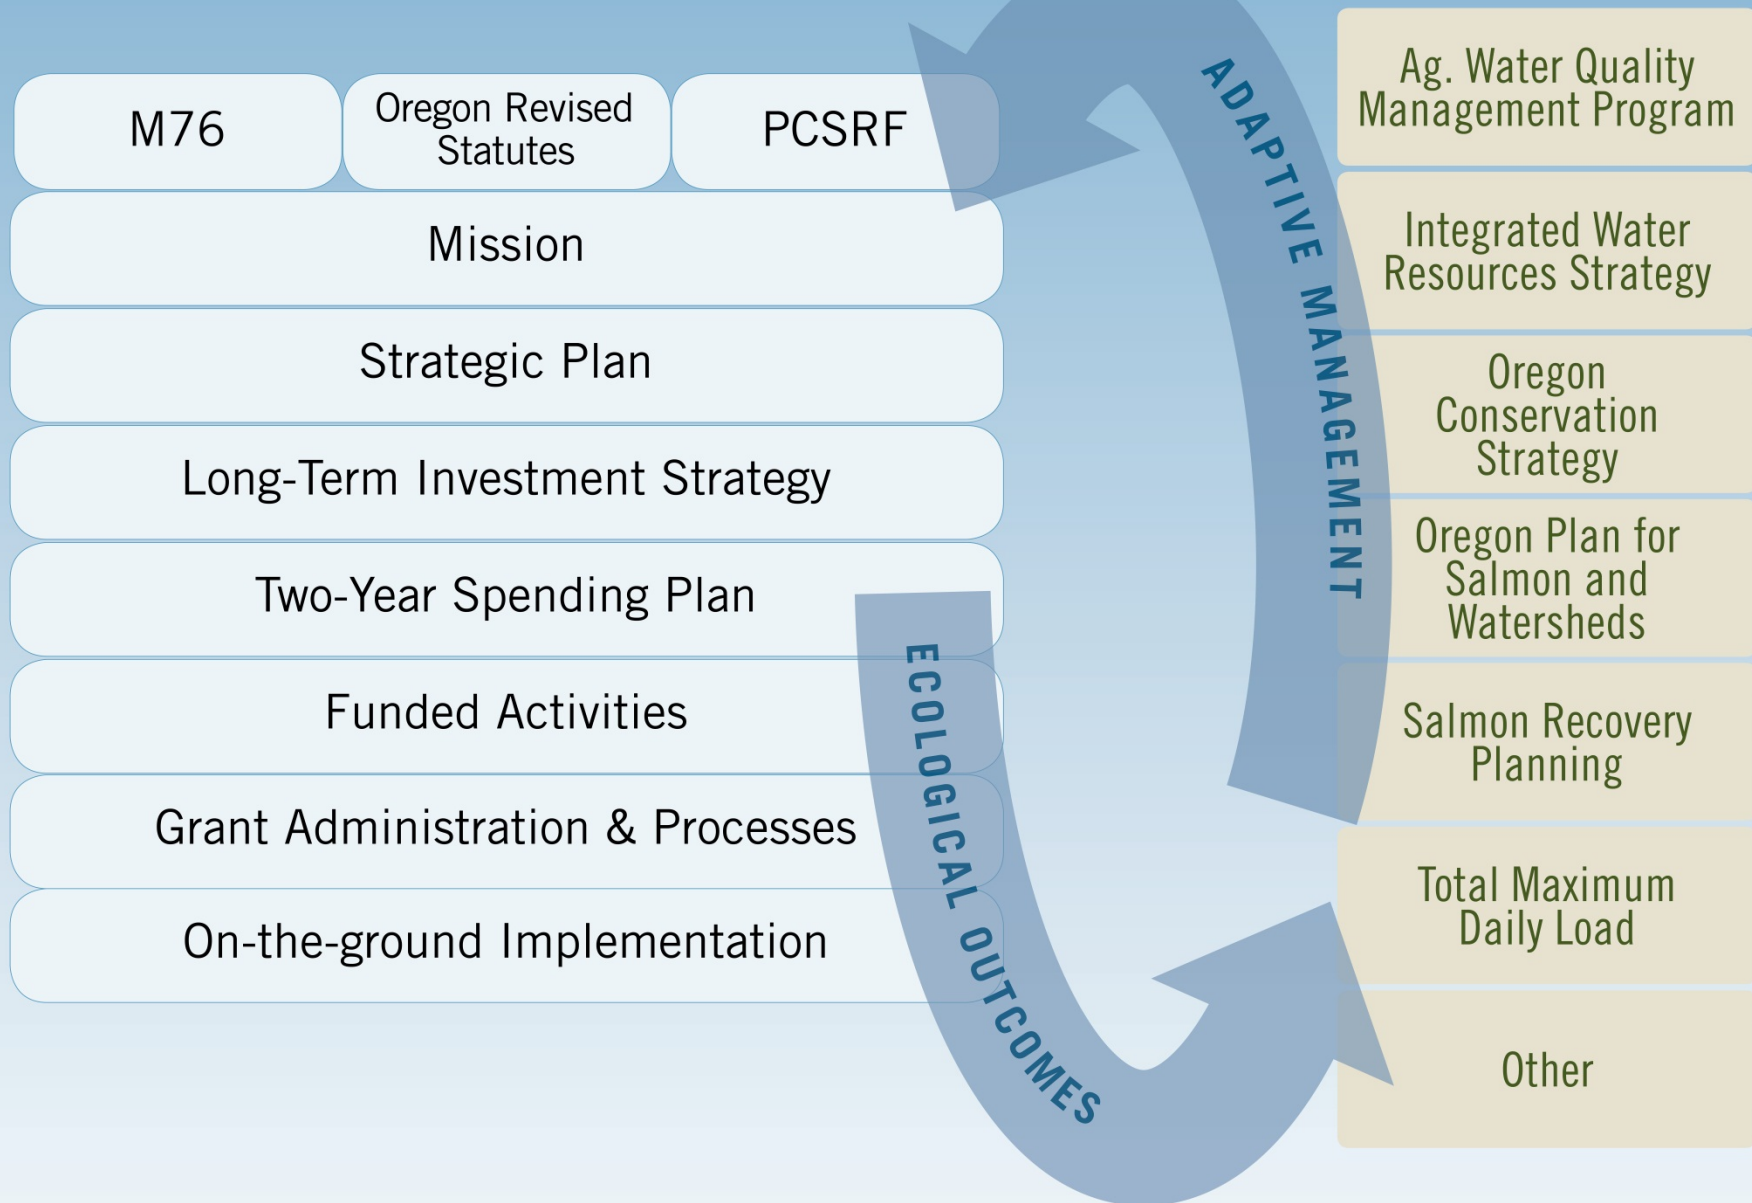 M76
Oregon Revised
Statutes
PCSRF
Mission
Strategic Plan
Long-Term Investment Strategy
Two-Year Spending Plan
Funded Activities
Grant Administration & Processes
On-the-ground Implementation
ECOLOGICAL OUTCOMES
ADAPTIVE MANAGEMENT
Ag. Water Quality
Management Program
Integrated Water
Resources Strategy
Oregon
Conservation
Strategy
Oregon Plan for
Salmon and
Watersheds
Salmon Recovery
Planning
Total Maximum
Daily Load
Other